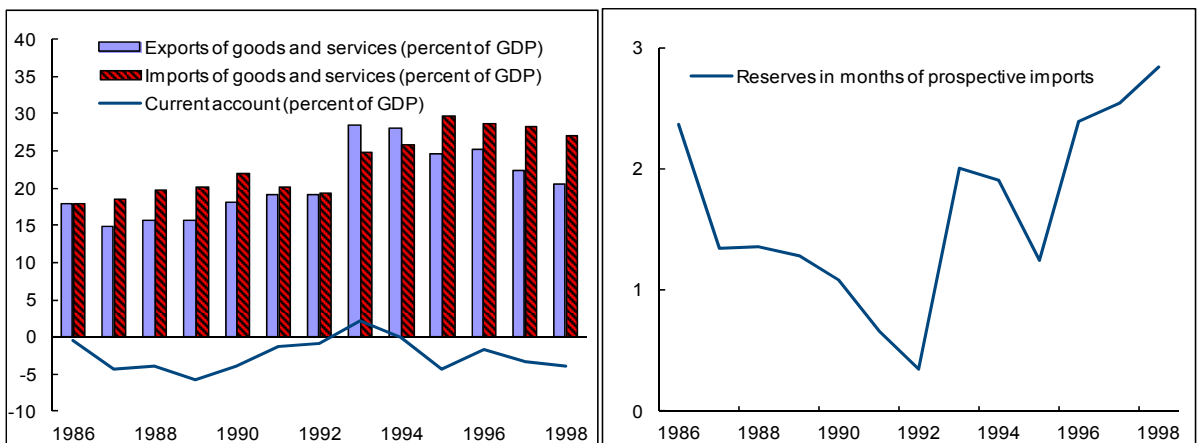 40
35
30
25
20
15
10
5
0
-5
-10
Exports of goods and services (percent of GDP)
Imports of goods and services (percent of GDP)
Current account (percent of GDP)
1986 1988 1990 1992 1994 1996 1998
3
2
1
0
Reserves in months of prospective imports
1986 1988 1990 1992 1994 1996 1998